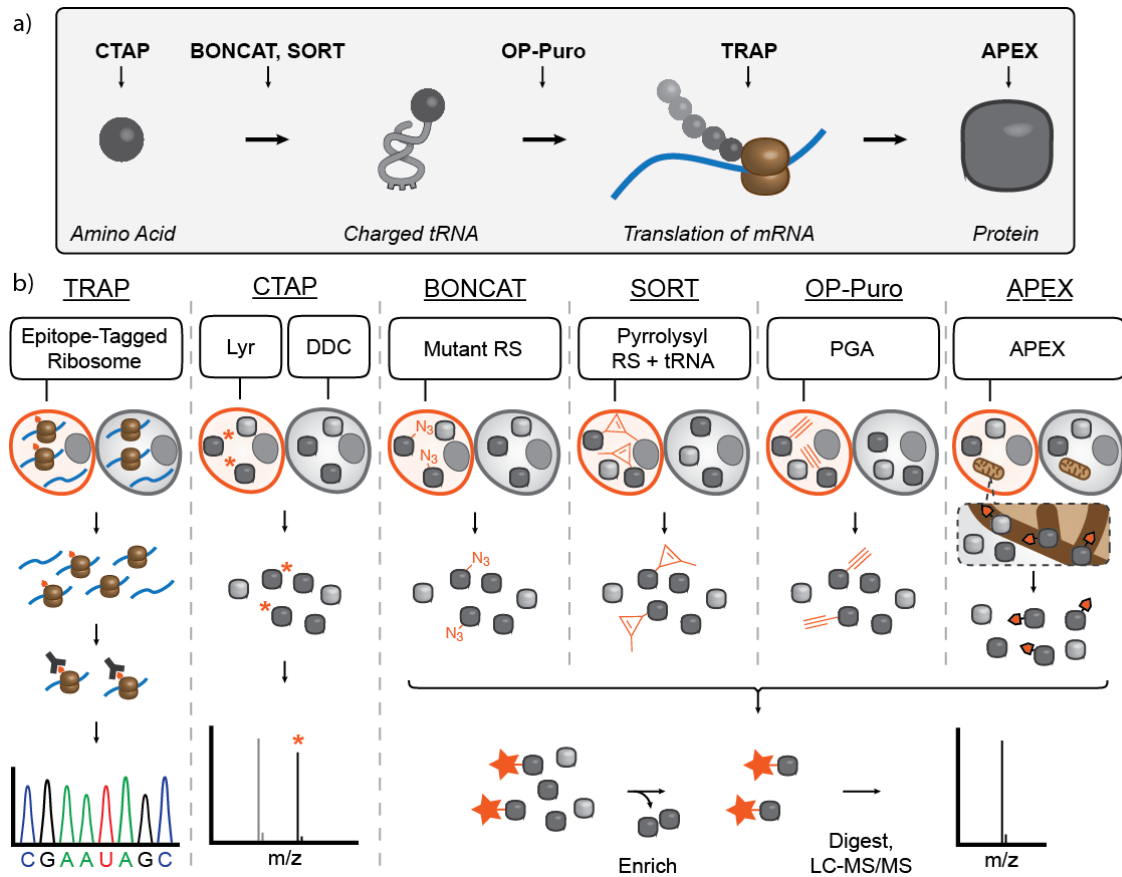 a)
CTAP
BONCAT, SORT
OP-Puro
TRAP
APEX
Amino Acid
Charged tRNA
Translation of mRNA
Protein
b)
TRAP
CTAP
BONCAT
SORT
OP-Puro
APEX
Epitope-Tagged
Ribosome
Lyr
DDC
Mutant RS
Pyrrolysyl
RS + tRNA
PGA
APEX
*
*
N3
N3
*
*
N3
N3
*
m/z
CGAAUAGC
Enrich
Digest,
LC-MS/MS
m/z